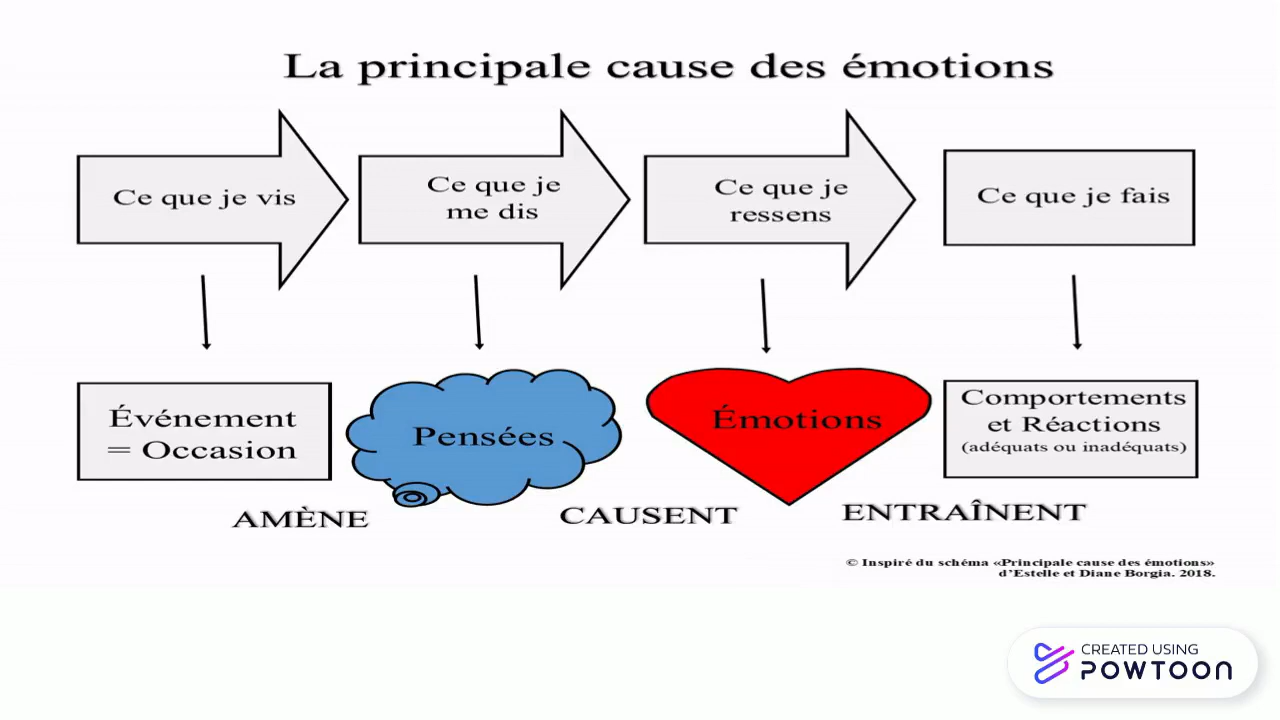 La principale cause des émotions
Ce que je vis
Ce que je
me dis
Ce que je
ressens
Ce que je fais
Événement
= Occasion
Pensées
Émotions
Comportements
et Réactions
(adéquats ou inadéquats)
AMÈNE
CAUSENT
ENTRAÎNENT
© Inspiré du schéma «Principale cause des émotions»
d’Estelle et Diane Borgia. 2018.
CREATED USING
POWTOON